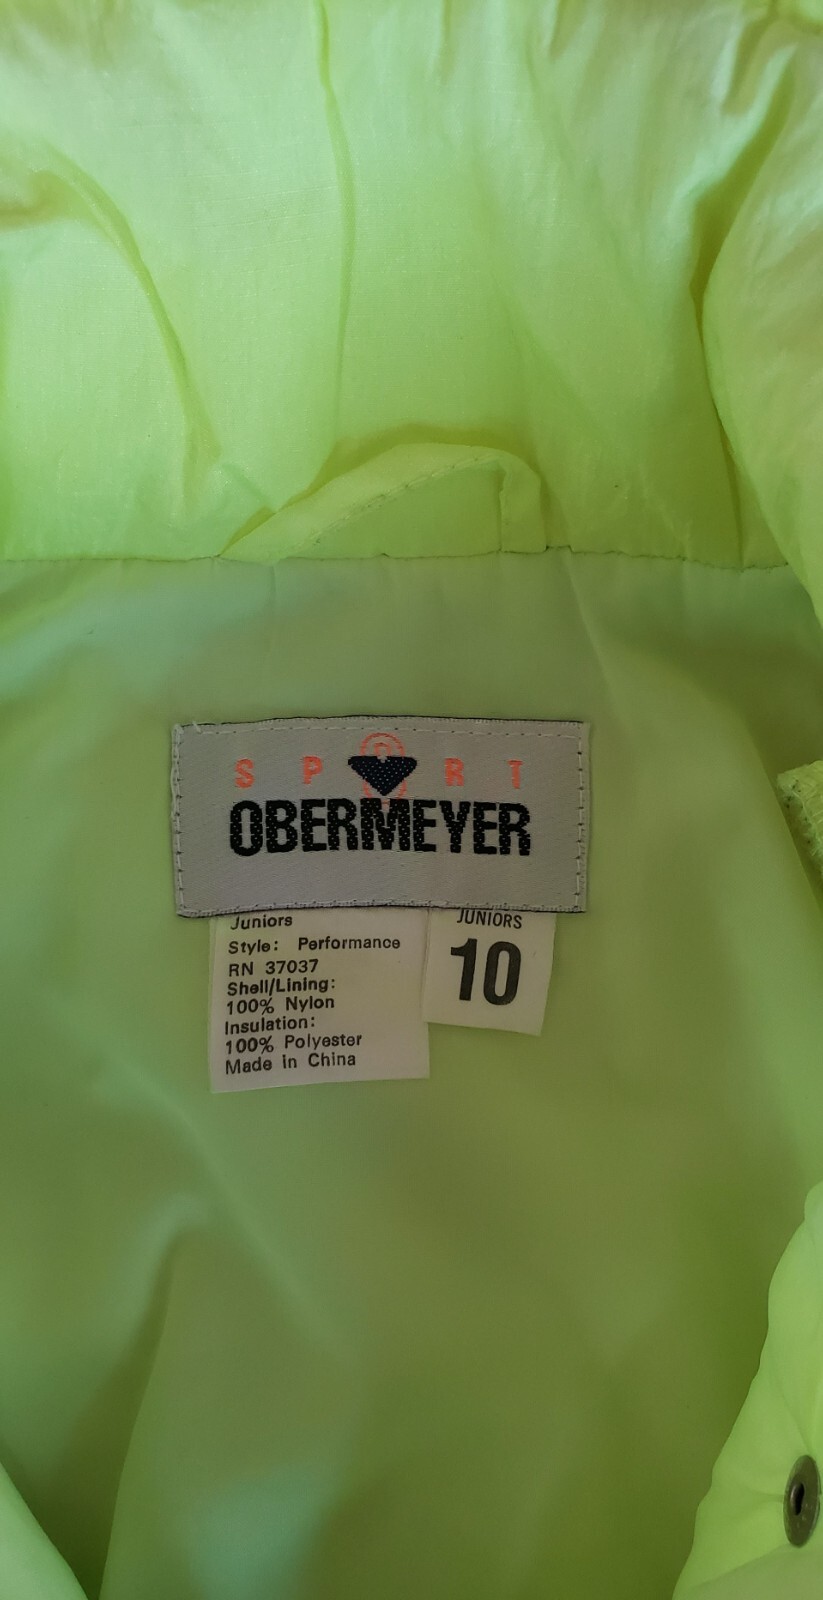 SPORT
OBERMEYER
Juniors
Style: Performance
RN 37037
Shell/Lining:
100% Nylon
Insulation:
100% Polyester
Made in China
JUNIORS
10